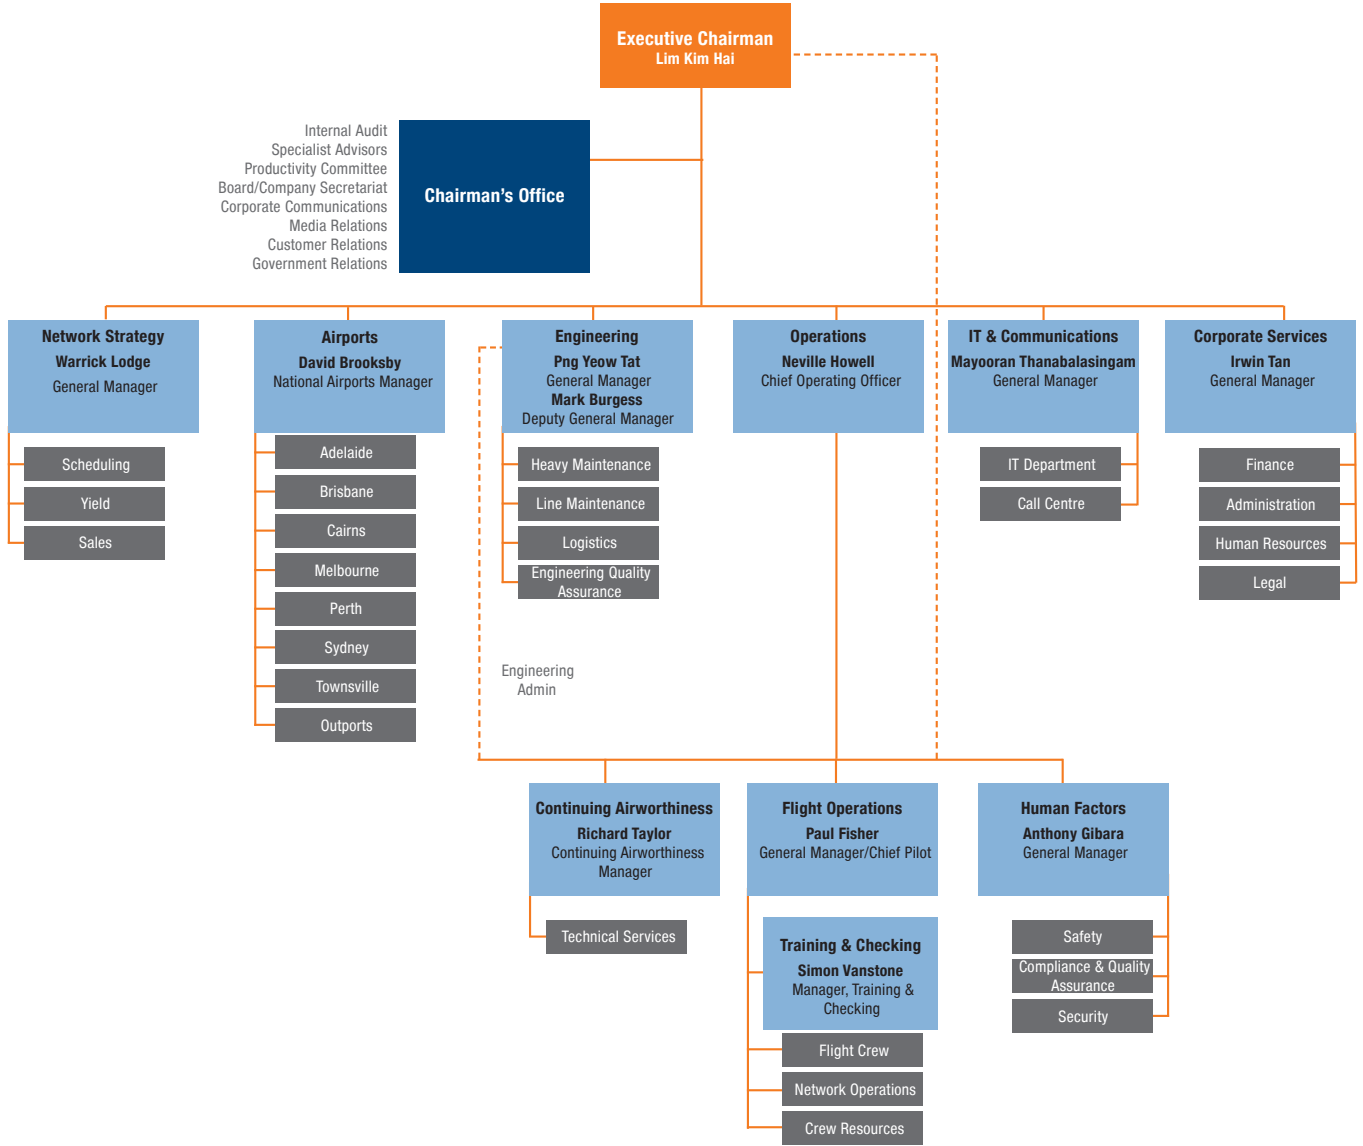 Executive Chairman
Lim Kim Hai
Internal Audit
Specialist Advisors
Productivity Committee
Board/Company Secretariat
Corporate Communications
Media Relations
Customer Relations
Government Relations
Chairman’s Office
Network Strategy
Warrick Lodge
General Manager
Scheduling
Yield
Sales
Airports
David Brooksby
National Airports Manager
Adelaide
Brisbane
Cairns
Melbourne
Perth
Sydney
Townsville
Outports
Engineering
Png Yeow Tat
General Manager
Mark Burgess
Deputy General Manager
Heavy Maintenance
Line Maintenance
Logistics
Engineering Quality
Assurance
Engineering
Admin
Operations
Neville Howell
Chief Operating Officer
IT & Communications
Mayooran Thanabalasingam
General Manager
IT Department
Call Centre
Corporate Services
Irwin Tan
General Manager
Finance
Administration
Human Resources
Legal
Continuing Airworthiness
Richard Taylor
Continuing Airworthiness
Manager
Technical Services
Flight Operations
Paul Fisher
General Manager/Chief Pilot
Training & Checking
Simon Vanstone
Manager, Training &
Checking
Flight Crew
Network Operations
Crew Resources
Human Factors
Anthony Gibara
General Manager
Safety
Compliance & Quality
Assurance
Security